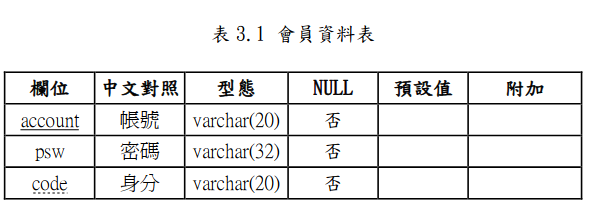 表 3.1 會員資料表
欄位 中文對照 型態 NULL 預設值 附加
account 帳號 varchar(20) 否
psw 密碼 varchar(32) 否
code 身分 varchar(20) 否